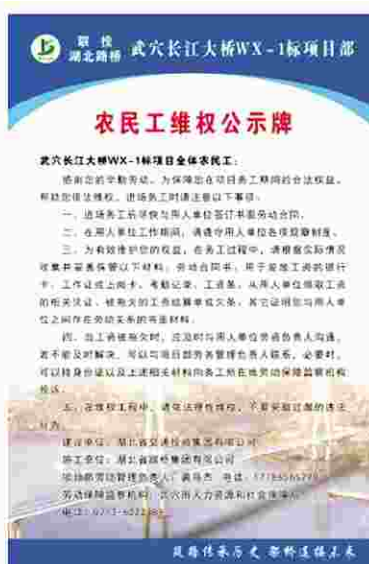 联投
湖北路桥
武穴长江大桥WX-1标项目部
农民工维权公示牌
武穴长江大桥WX-1标项目全体农民工：
感谢您的辛勤劳动。为保障您在项目务工期间的合法权益，
帮助您依法维权，进场务工时请注意以下事项：
一、进场务工后尽快与用人单位签订书面劳动合同。
二、在用人单位工作期间，请遵守用人单位各项规章制度。
三、为有效维护您的权益，在务工过程中，请根据实际情况
收集并妥善保管以下材料：劳动合同书、用于发放工资的银行
卡、工作证或上岗卡、考勤记录、工资条、从用人单位领取工资
的相关凭证、被拖欠的工资结算单或欠条、其它证明您与用人单
位之间存在劳动关系的书面材料。
四、当工资被拖欠时，应及时与用人单位劳资负责人沟通，
若不能及时解决，可以与项目部劳务管理负责人联系。必要时，
可以持身份证以及上述相关材料向务工所在地劳动保障监察机构
投诉。
五、在维权工程中，请依法理性维权，不要采取过激的违法
行为。
建设单位：湖北省交通投资集团有限公司
施工单位：湖北省路桥集团有限公司
项目部劳动管理负责人： 电话：
劳动保障监察机构：武穴市人力资源和社会保障局
电话：0713-
筑路传承历史 架桥连接未来